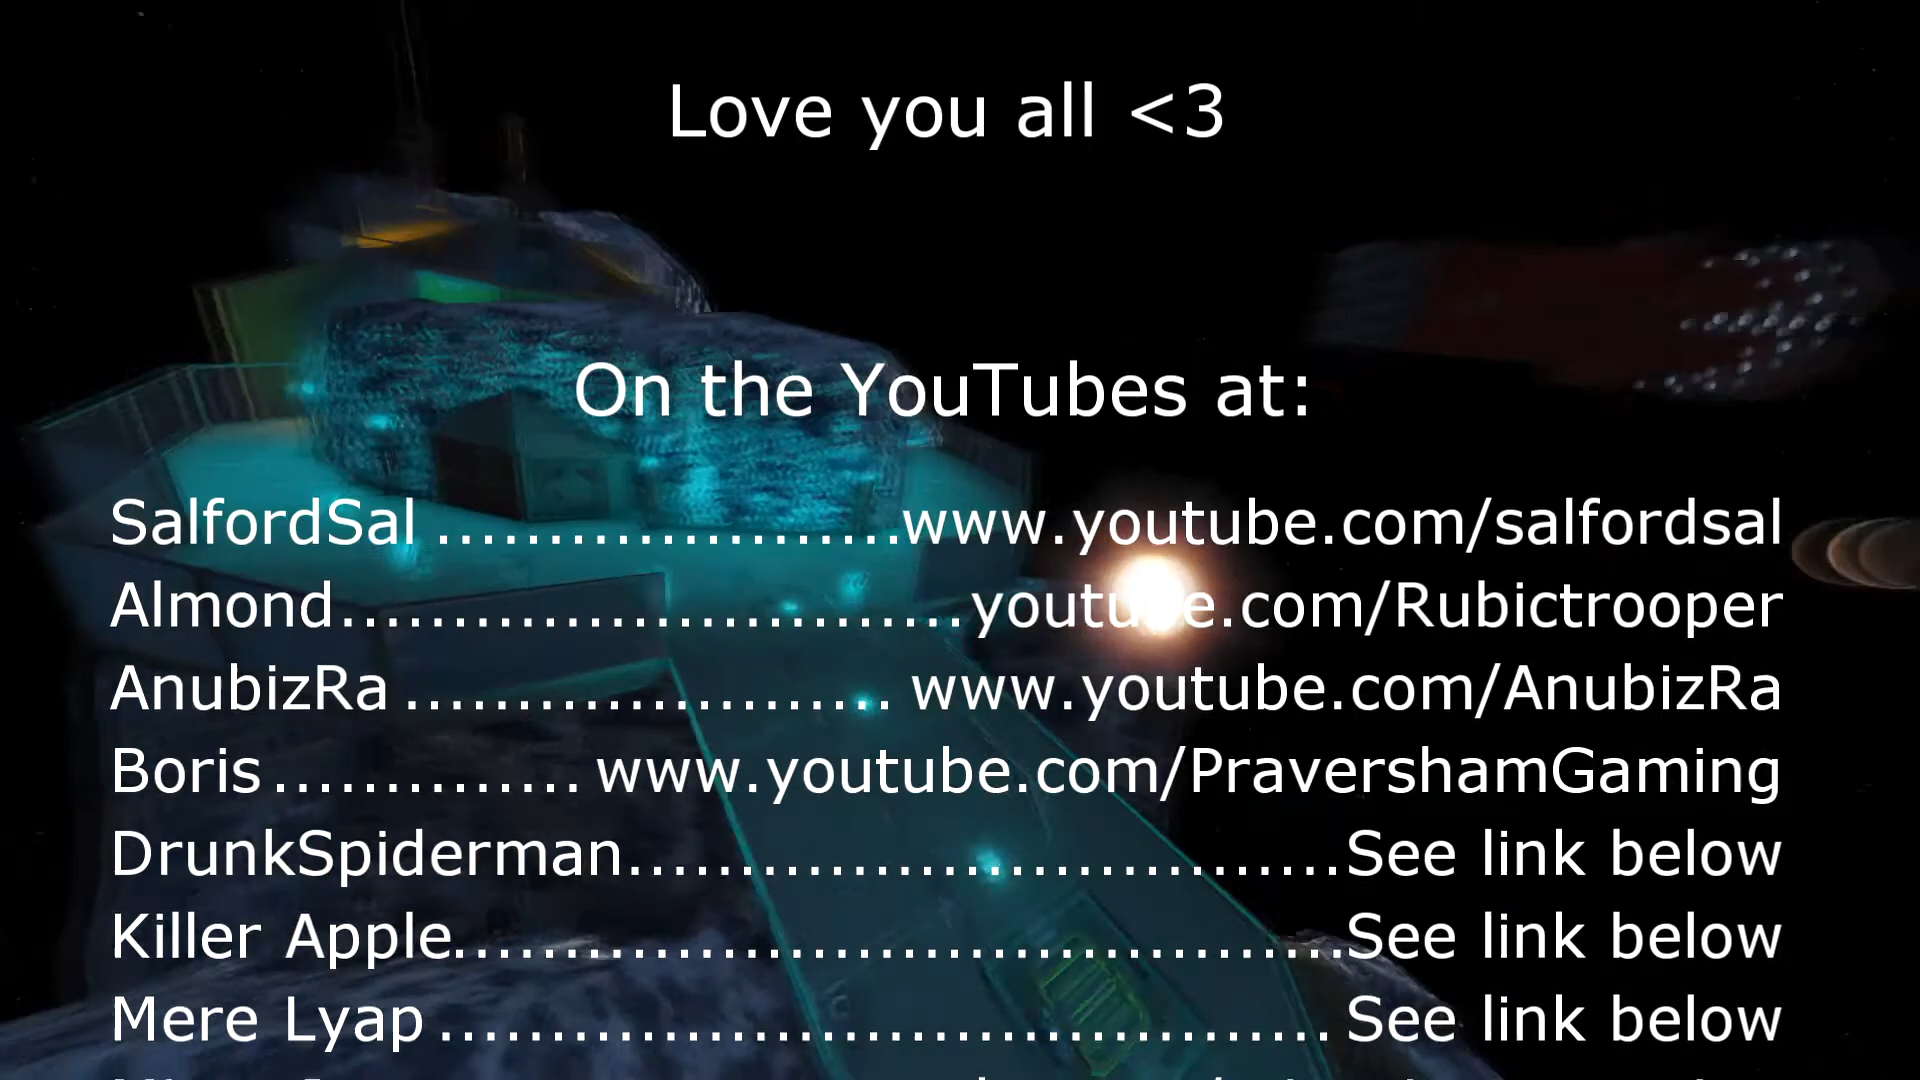 Love you all <3
On the YouTubes at:
SalfordSal .....................www.youtube.com/salfordsal
Almond............................youtube.com/Rubictrooper
AnubizRa ...................... www.youtube.com/AnubizRa
Boris.............. www.youtube.com/PravershamGaming
DrunkSpiderman................................See link below
Killer Apple........................................See link below
Mere Lyap ........................................ See link below